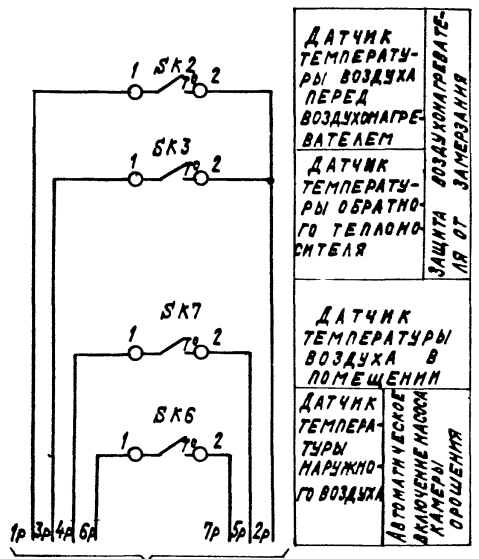 1 SK2 2
1 SK3 2
SK7
1 2
SK6
1 2
1р 3р 4р 6р 7р 5р 2р
ДАТЧИК
ТЕМПЕРАТУ-
РЫ ВОЗДУХА
ПЕРЕД
ВОЗДУХОНАГРЕ-
ВАТЕЛЕМ
ДАТЧИК
ТЕМПЕРАТУ-
РЫ ОБРАТНО-
ГО ТЕПЛОНО-
СИТЕЛЯ
ЗАЩИТА ВОЗДУХОНАГРЕВАТЕ-
ЛЯ ОТ ЗАМЕРЗАНИЯ
ДАТЧИК
ТЕМПЕРАТУРЫ
ВОЗДУХА В
ПОМЕЩЕНИИ
ДАТЧИК
ТЕМПЕРА-
ТУРЫ
НАРУЖНО-
ГО ВОЗДУХА
АВТОМАТИЧЕСКОЕ
ВКЛЮЧЕНИЕ НАСОСА
КАМЕРЫ
ОРОШЕНИЯ